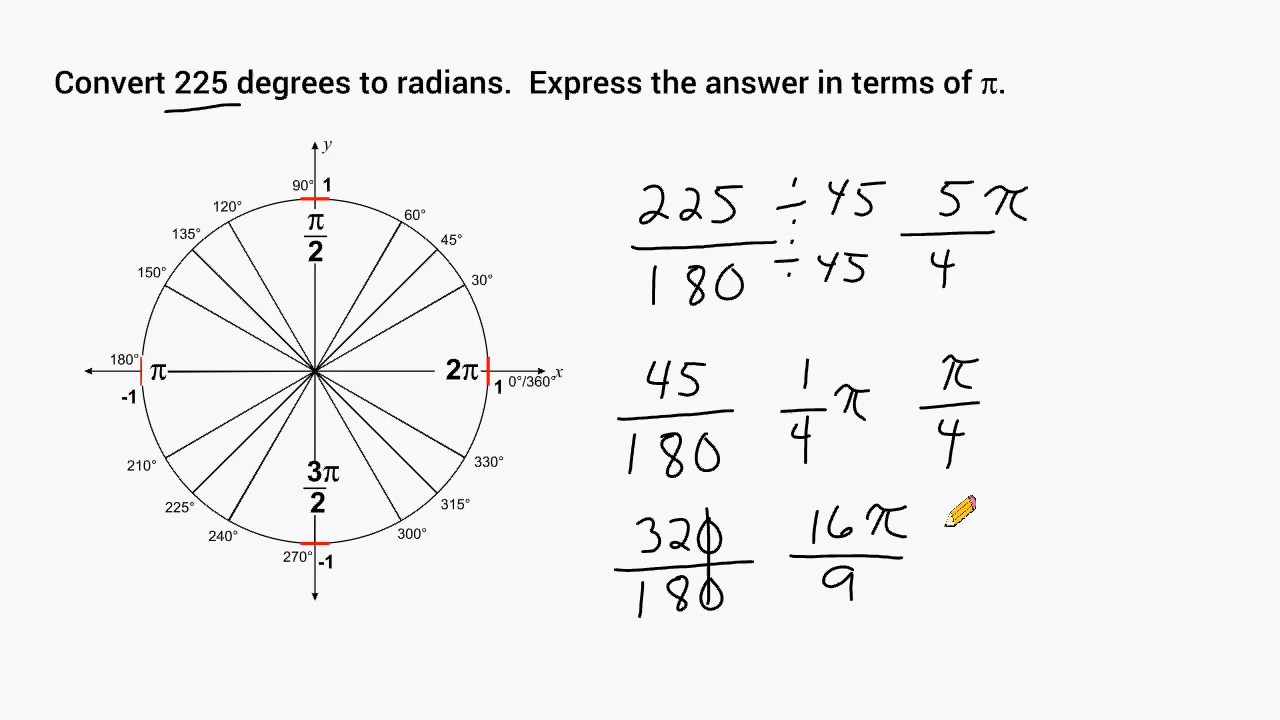 Convert 225 degrees to radians. Express the answer in terms of π.
y
90° 1
120° 60°
π/2
135° 45°
150° 30°
180° π 2π 0°/360° x
-1 1
210° 330°
3π/2
225° 315°
240° 300°
270° -1
225 ÷ 45 5π
180 ÷ 45 4
45/180 1/4 π π/4
320/180 16π/9